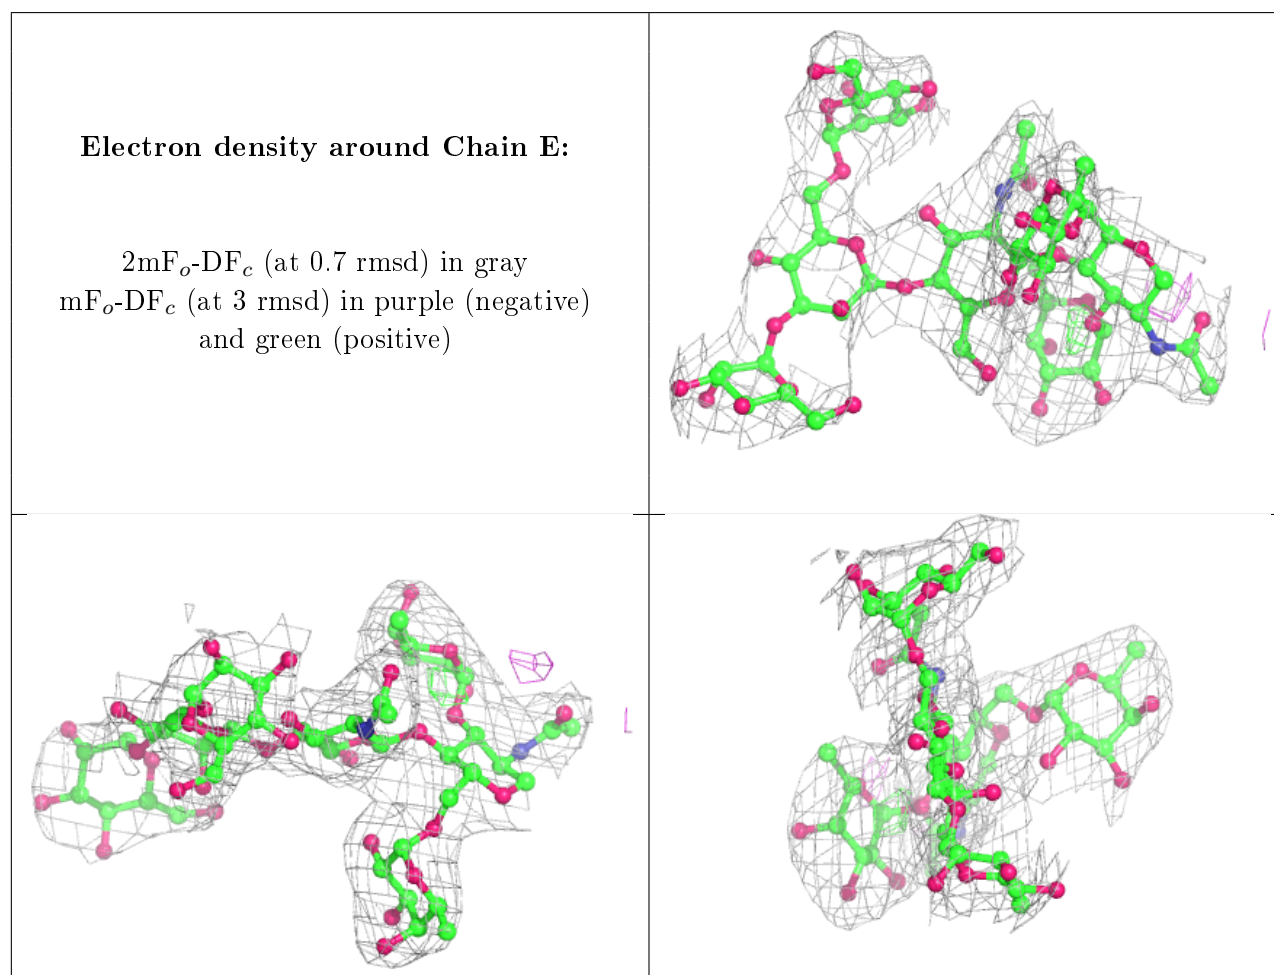 Electron density around Chain E:
2mFₒ-DF𝒸 (at 0.7 rmsd) in gray
mFₒ-DF𝒸 (at 3 rmsd) in purple (negative)
and green (positive)